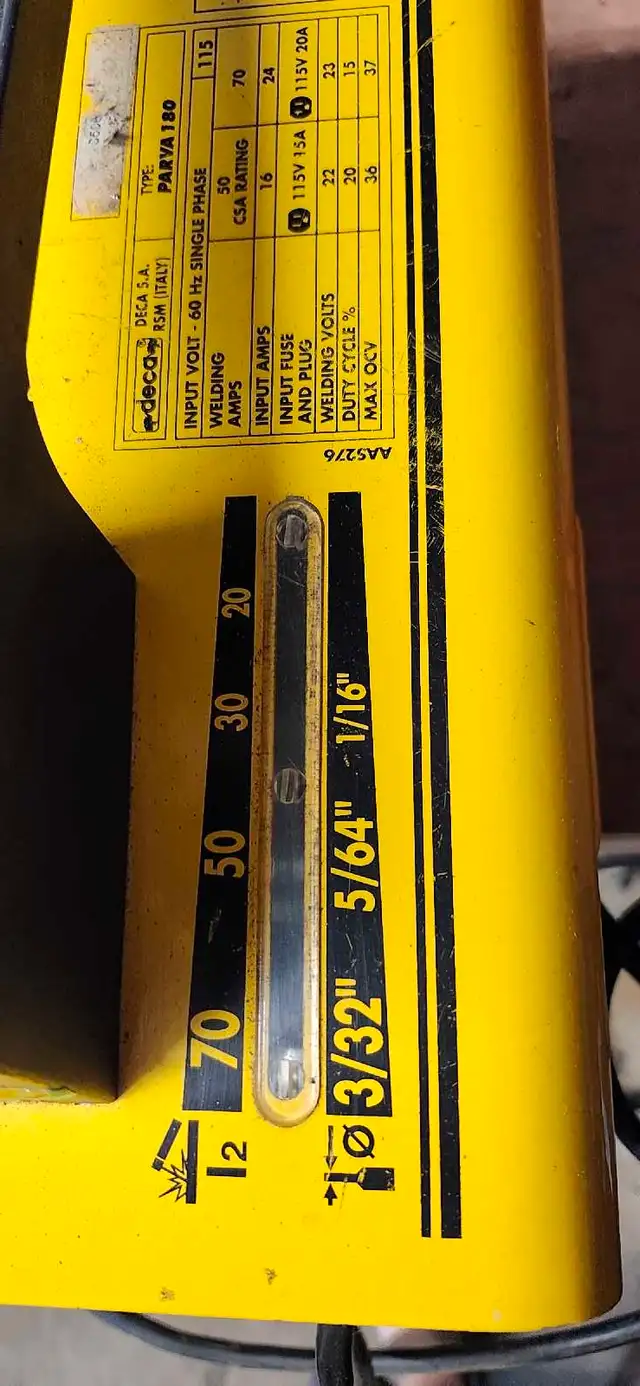 deca
DECA S.A.
RSM (ITALY)
TYPE:
PARVA 180
INPUT VOLT - 60 Hz SINGLE PHASE 115
WELDING AMPS 50 CSA RATING 70
INPUT AMPS 16 24
INPUT FUSE AND PLUG 115V 15A 115V 20A
WELDING VOLTS 22 23
DUTY CYCLE % 20 15
MAX OCV 36 37
AA5276
I2 70 50 30 20
Ø 3/32" 5/64" 1/16"